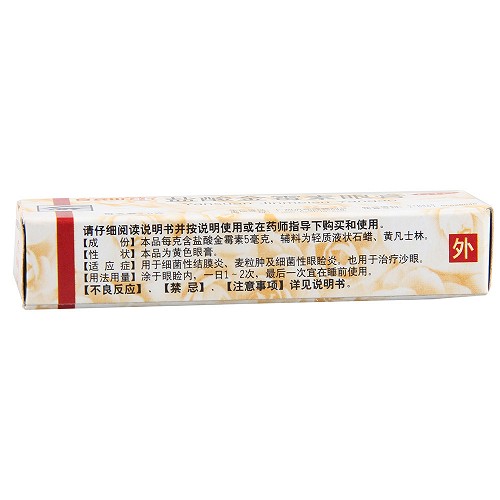 请仔细阅读说明书并按说明使用或在药师指导下购买和使用。
【成　份】本品每克含盐酸金霉素5毫克，辅料为轻质液状石蜡、黄凡士林。
【性　状】本品为黄色眼膏。
【适应症】用于细菌性结膜炎、麦粒肿及细菌性眼睑炎，也用于治疗沙眼。
【用法用量】涂于眼睑内，一日1-2次，最后一次宜在睡前使用。
【不良反应】、【禁 忌】、【注意事项】详见说明书。
外